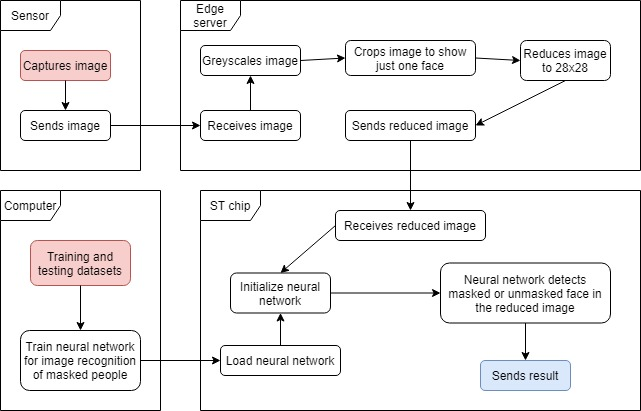 Sensor
Captures image
Sends image
Edge
server
Greyscales image
Crops image to show
just one face
Reduces image
to 28x28
Receives image
Sends reduced image
Computer
Training and
testing datasets
Train neural network
for image recognition
of masked people
ST chip
Receives reduced image
Initialize neural
network
Neural network detects
masked or unmasked face in
the reduced image
Load neural network
Sends result